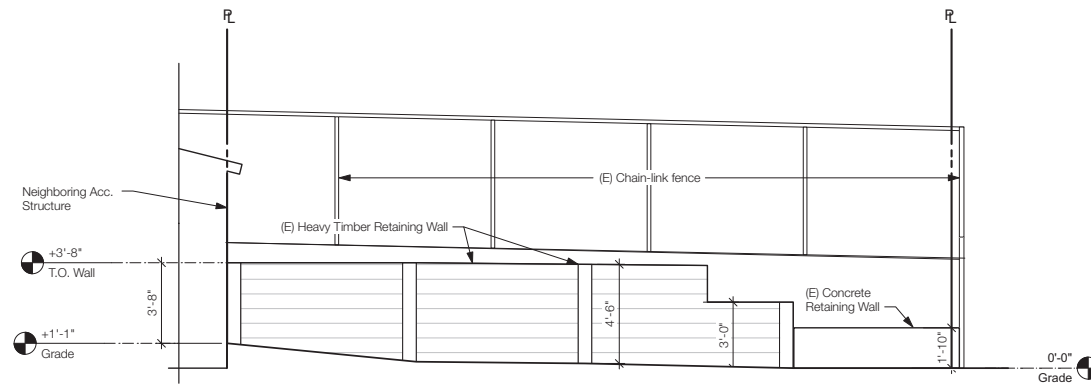 PL
PL
Neighboring Acc.
Structure
(E) Chain-link fence
(E) Heavy Timber Retaining Wall
+3'-8"
T.O. Wall
3'-8"
4'-6"
3'-0"
(E) Concrete
Retaining Wall
1'-10"
+1'-1"
Grade
0'-0"
Grade